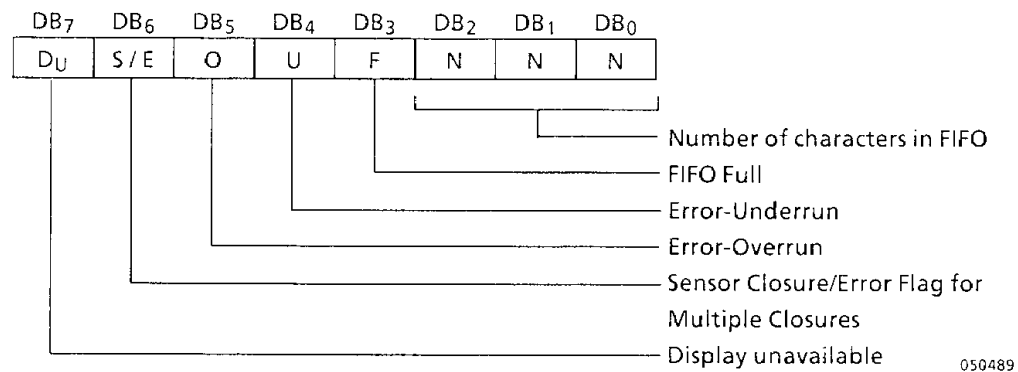 DB7 DB6 DB5 DB4 DB3 DB2 DB1 DB0
DU S/E O U F N N N
Number of characters in FIFO
FIFO Full
Error-Underrun
Error-Overrun
Sensor Closure/Error Flag for
Multiple Closures
Display unavailable
050489